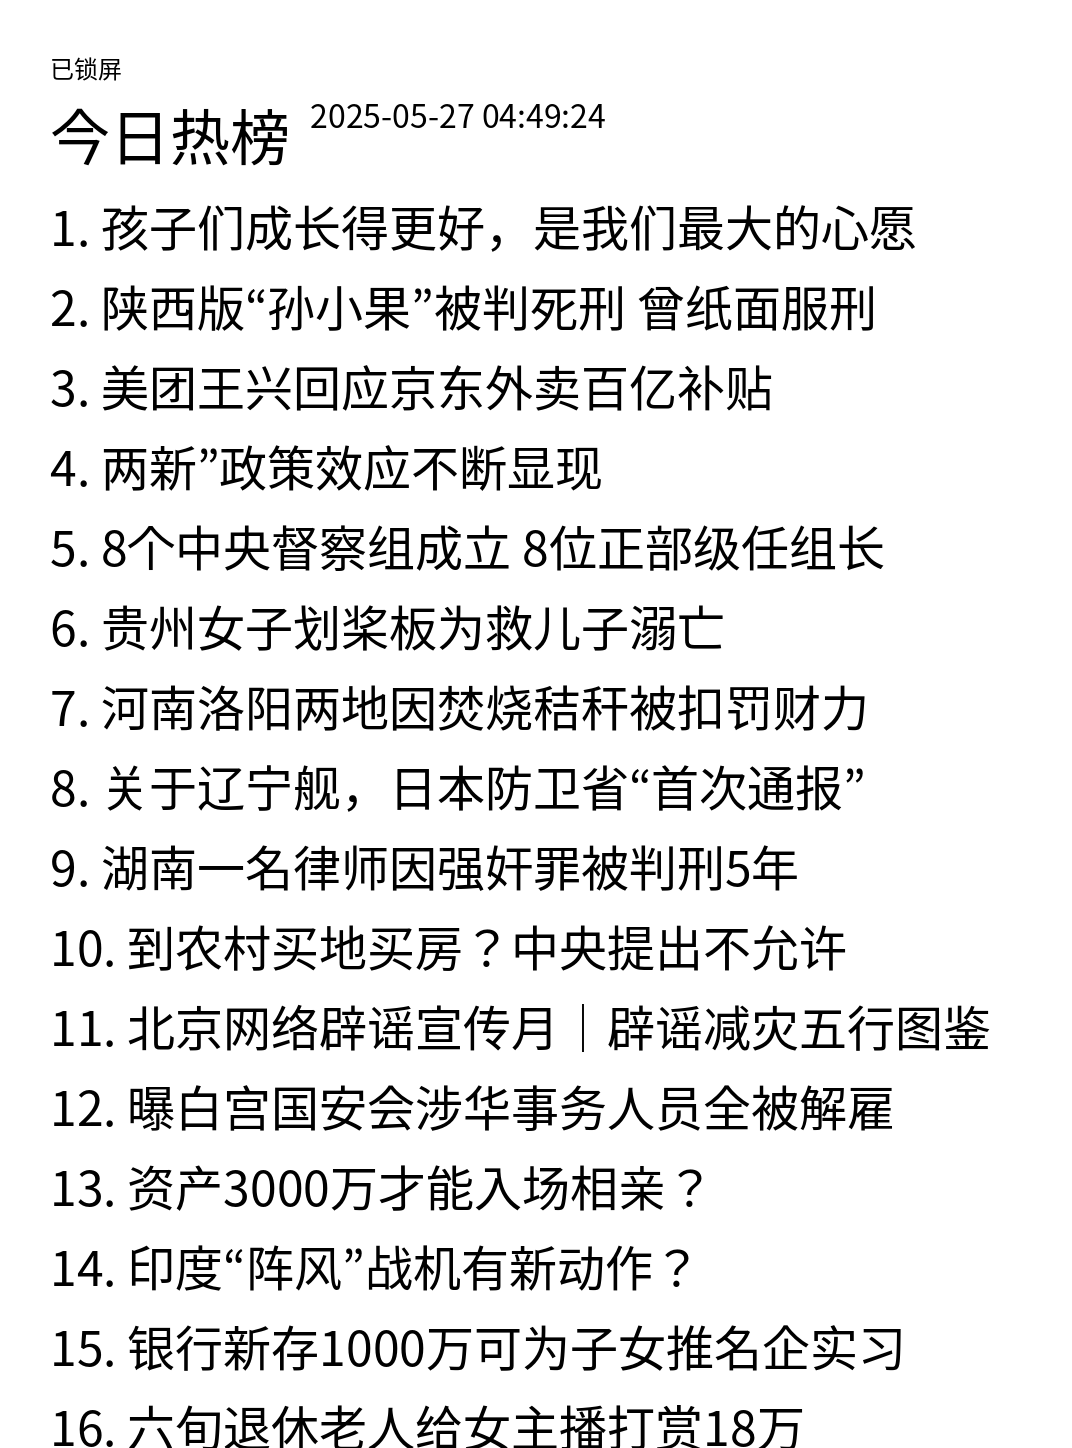 已锁屏
今日热榜 2025-05-27 04:49:24
1. 孩子们成长得更好，是我们最大的心愿
2. 陕西版“孙小果”被判死刑 曾纸面服刑
3. 美团王兴回应京东外卖百亿补贴
4. 两新”政策效应不断显现
5. 8个中央督察组成立 8位正部级任组长
6. 贵州女子划桨板为救儿子溺亡
7. 河南洛阳两地因焚烧秸秆被扣罚财力
8. 关于辽宁舰，日本防卫省“首次通报”
9. 湖南一名律师因强奸罪被判刑5年
10. 到农村买地买房？中央提出不允许
11. 北京网络辟谣宣传月｜辟谣减灾五行图鉴
12. 曝白宫国安会涉华事务人员全被解雇
13. 资产3000万才能入场相亲？
14. 印度“阵风”战机有新动作？
15. 银行新存1000万可为子女推名企实习
16. 六旬退休老人给女主播打赏18万